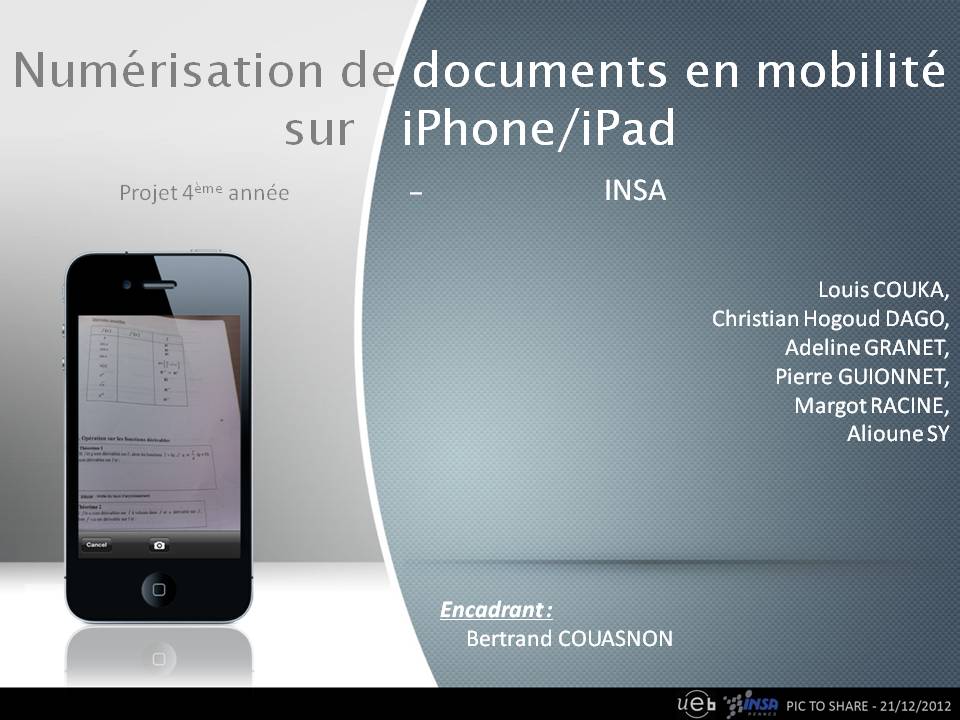 Numérisation de documents en mobilité
sur iPhone/iPad
Projet 4ème année – INSA
Louis COUKA,
Christian Hogoud DAGO,
Adeline GRANET,
Pierre GUIONNET,
Margot RACINE,
Alioune SY
. Opération sur les fonctions dérivables
Théorème 1
Cancel
Encadrant :
Bertrand COUASNON
ueb INSA RENNES PIC TO SHARE - 21/12/2012